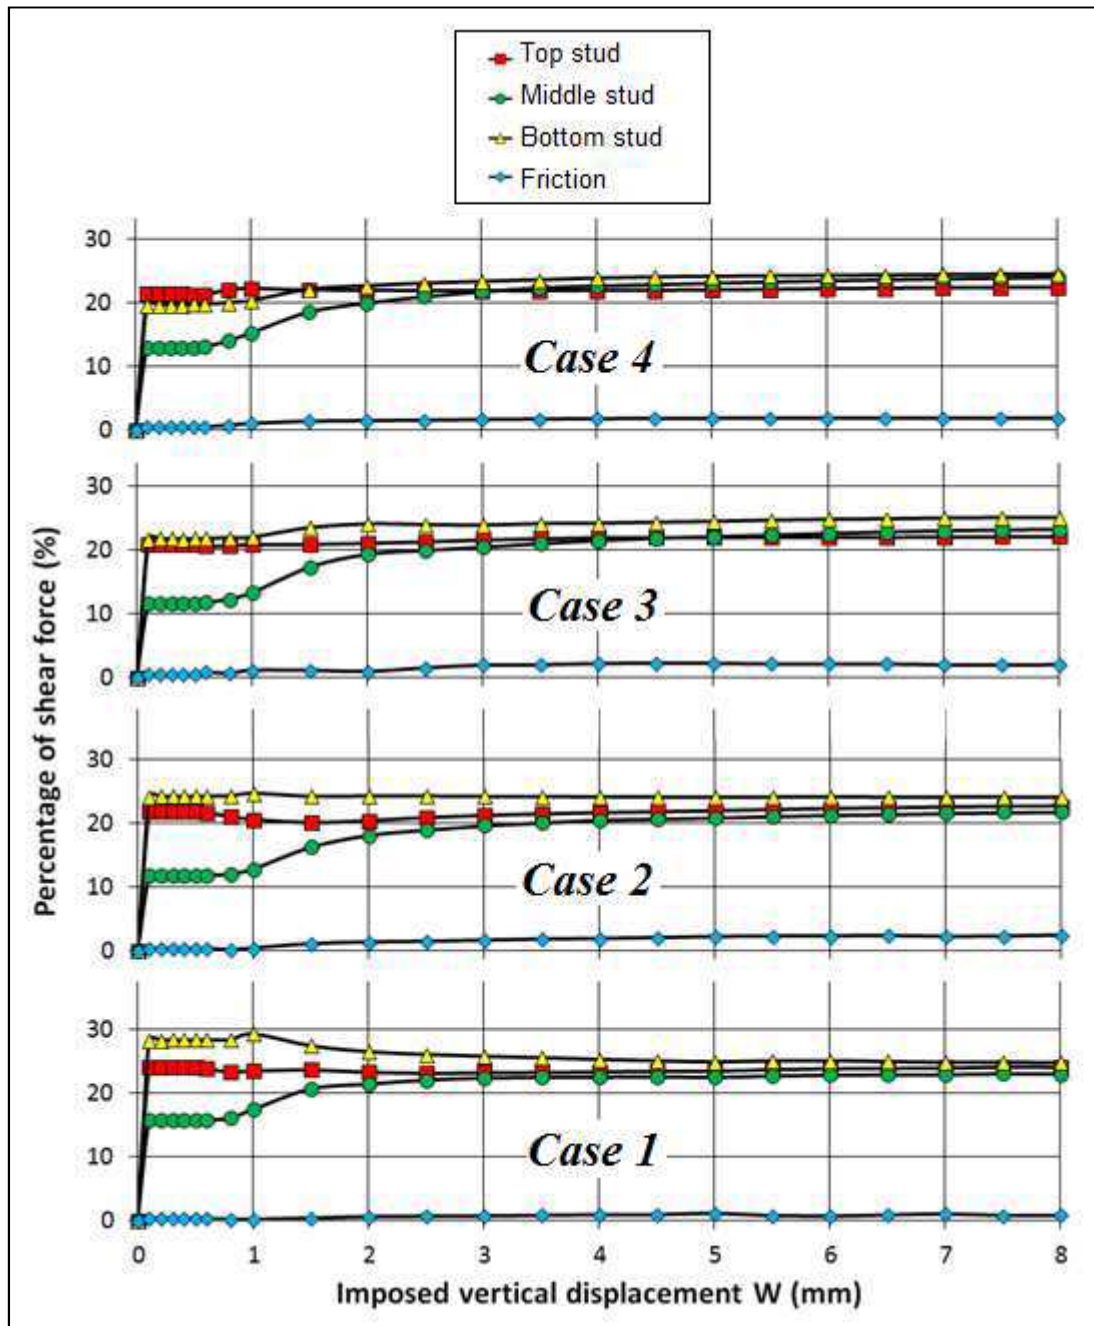 Top stud
Middle stud
Bottom stud
Friction
Percentage of shear force (%)
30
20
10
0
Case 4
30
20
10
0
Case 3
30
20
10
0
Case 2
30
20
10
0
Case 1
0 1 2 3 4 5 6 7 8
Imposed vertical displacement W (mm)